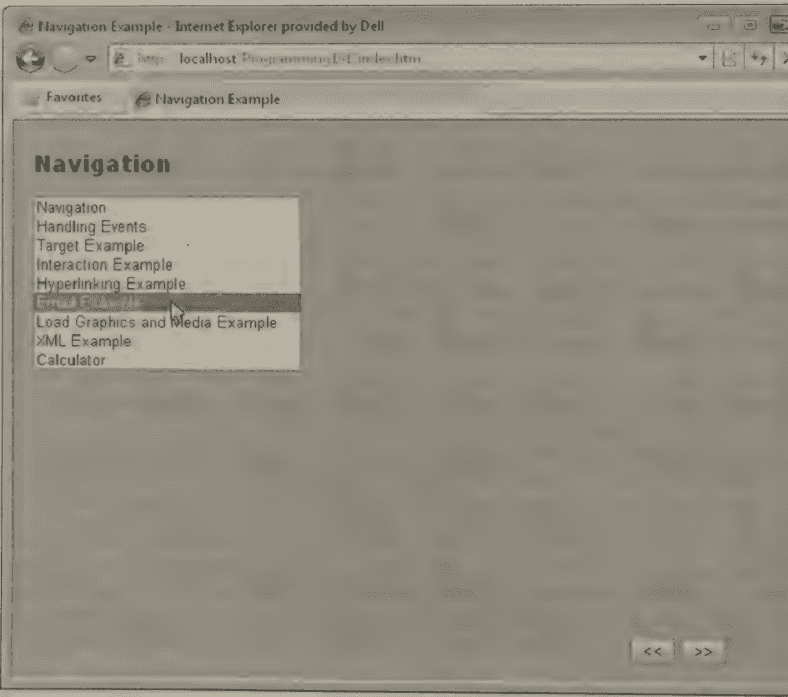 Navigation Example - Internet Explorer provided by Dell
http localhost
Favorites
Navigation Example
Navigation
Navigation
Handling Events
Target Example
Interaction Example
Hyperlinking Example
Load Graphics and Media Example
XML Example
Calculator
<< >>